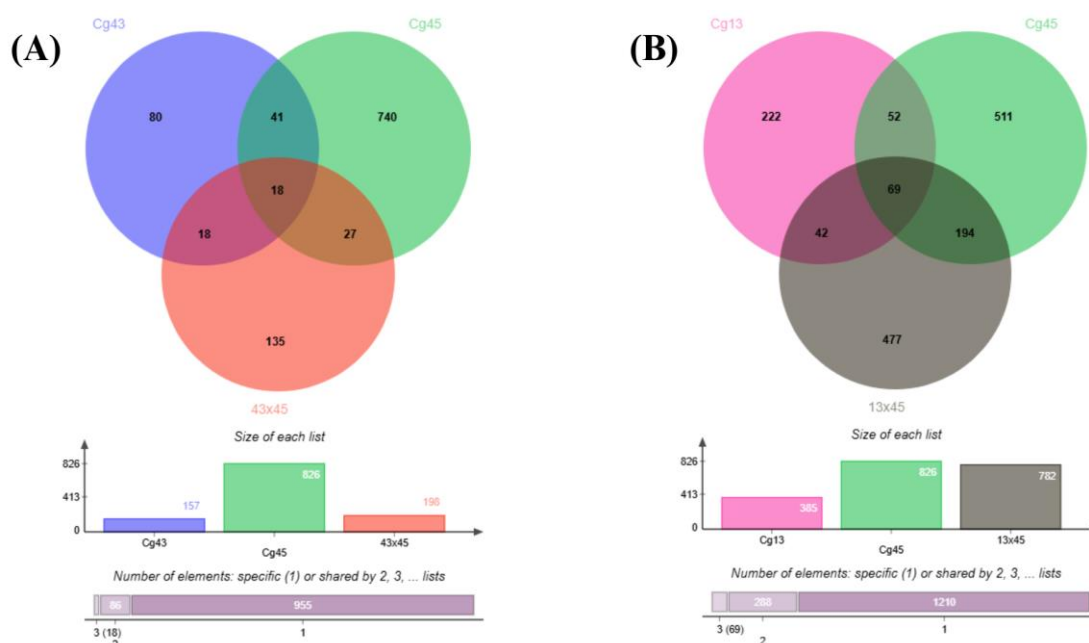 (A)
Cg43
Cg45
80
41
740
18
18
27
135
43x45
Size of each list
826
413
0
157
826
198
Cg43
Cg45
43x45
Number of elements: specific (1) or shared by 2, 3, ... lists
86
955
3 (18)
1
(B)
Cg13
Cg45
222
52
511
69
42
194
477
13x45
Size of each list
826
413
0
385
826
782
Cg13
Cg45
13x45
Number of elements: specific (1) or shared by 2, 3, ... lists
288
1210
3 (69)
2
1